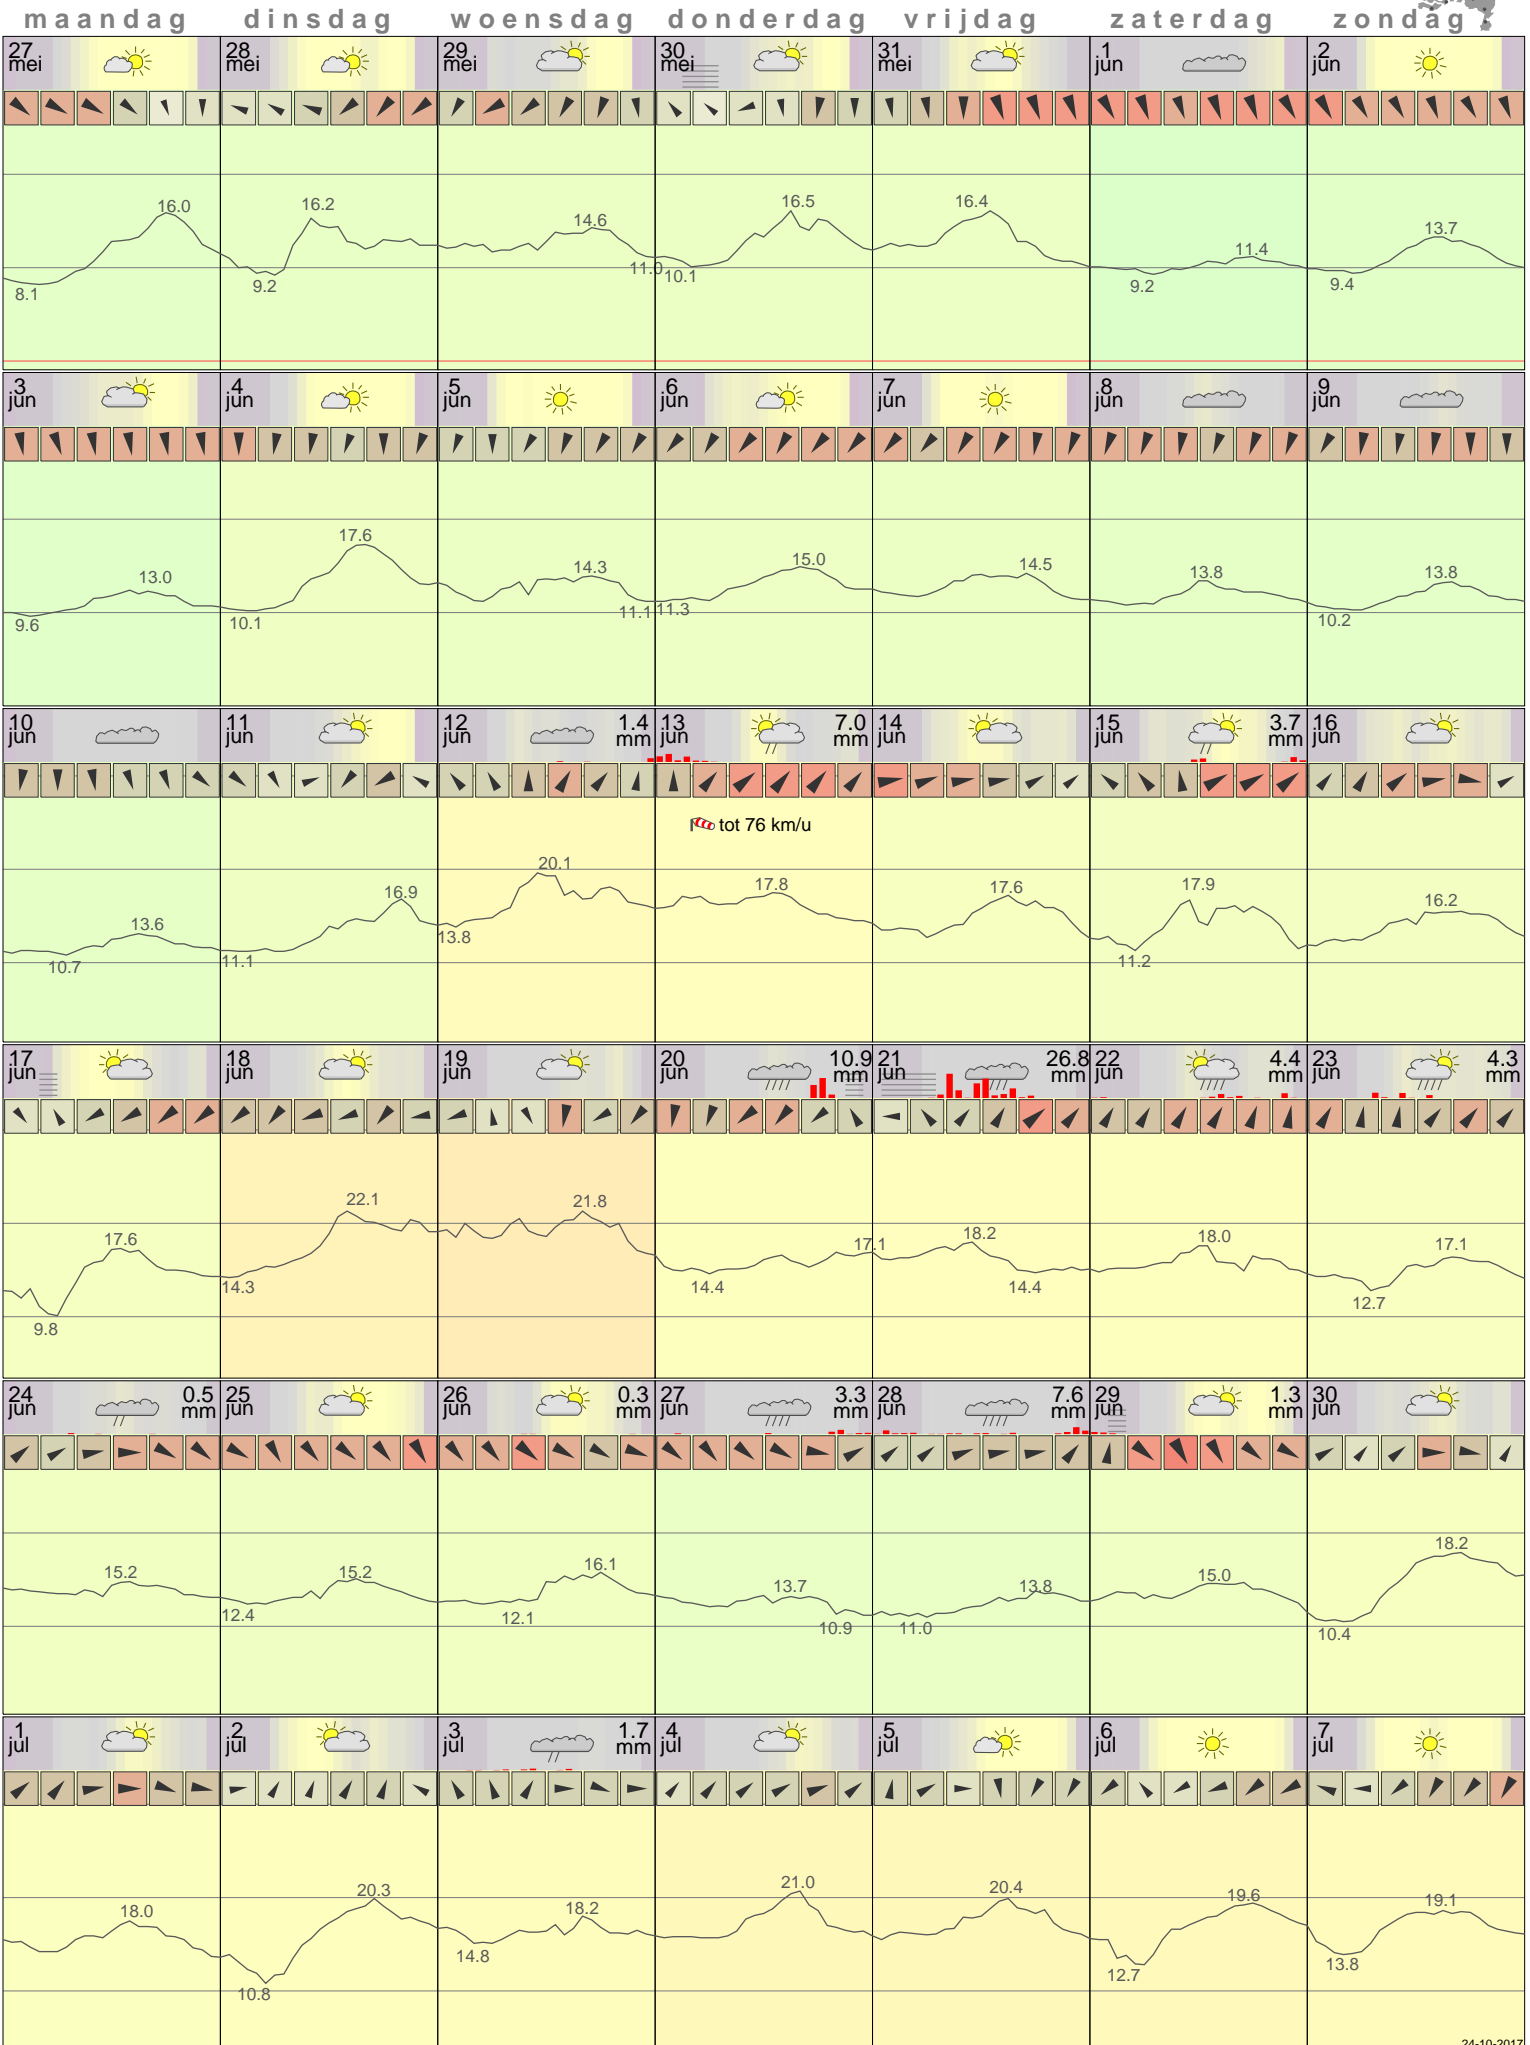 maandag dinsdag woensdag donderdag vrijdag zaterdag zondag
27 28 29 30 31 1 2
mei mei mei mei mei jun jun
16.0 16.2 14.6 16.5 16.4 11.4 13.7
8.1 9.2 11.0 10.1 9.2 9.4
3 4 5 6 7 8 9
jun jun jun jun jun jun jun
13.0 17.6 14.3 15.0 14.5 13.8 13.8
9.6 10.1 11.1 11.3 10.2
10 11 12 1.4 13 7.0 14 15 3.7 16
jun jun jun mm jun mm jun jun mm jun
tot 76 km/u
13.6 16.9 20.1 17.8 17.6 17.9 16.2
10.7 11.1 13.8 11.2
17 18 19 20 10.9 21 26.8 22 4.4 23 4.3
jun jun jun jun mm jun mm jun mm jun mm
17.6 22.1 21.8 17.1 18.2 18.0 17.1
9.8 14.3 14.4 14.4 12.7
24 0.5 25 26 0.3 27 3.3 28 7.6 29 1.3 30
jun mm jun jun mm jun mm jun mm jun mm jun
15.2 15.2 16.1 13.7 13.8 15.0 18.2
12.4 12.1 10.9 11.0 10.4
1 2 3 1.7 4 5 6 7
jul jul jul mm jul jul jul jul
18.0 20.3 18.2 21.0 20.4 19.6 19.1
10.8 14.8 12.7 13.8
24-10-2017